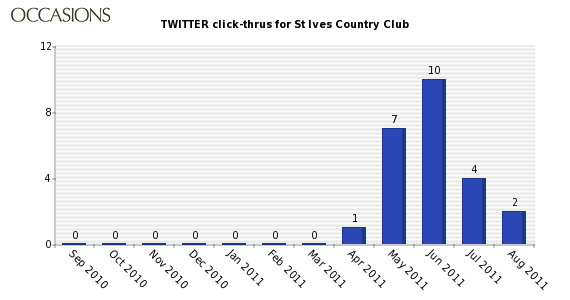 OCCASIONS
TWITTER click-thrus for St Ives Country Club
12
8
4
0
0 0 0 0 0 0 0 1 7 10 4 2
Sep 2010 Oct 2010 Nov 2010 Dec 2010 Jan 2011 Feb 2011 Mar 2011 Apr 2011 May 2011 Jun 2011 Jul 2011 Aug 2011